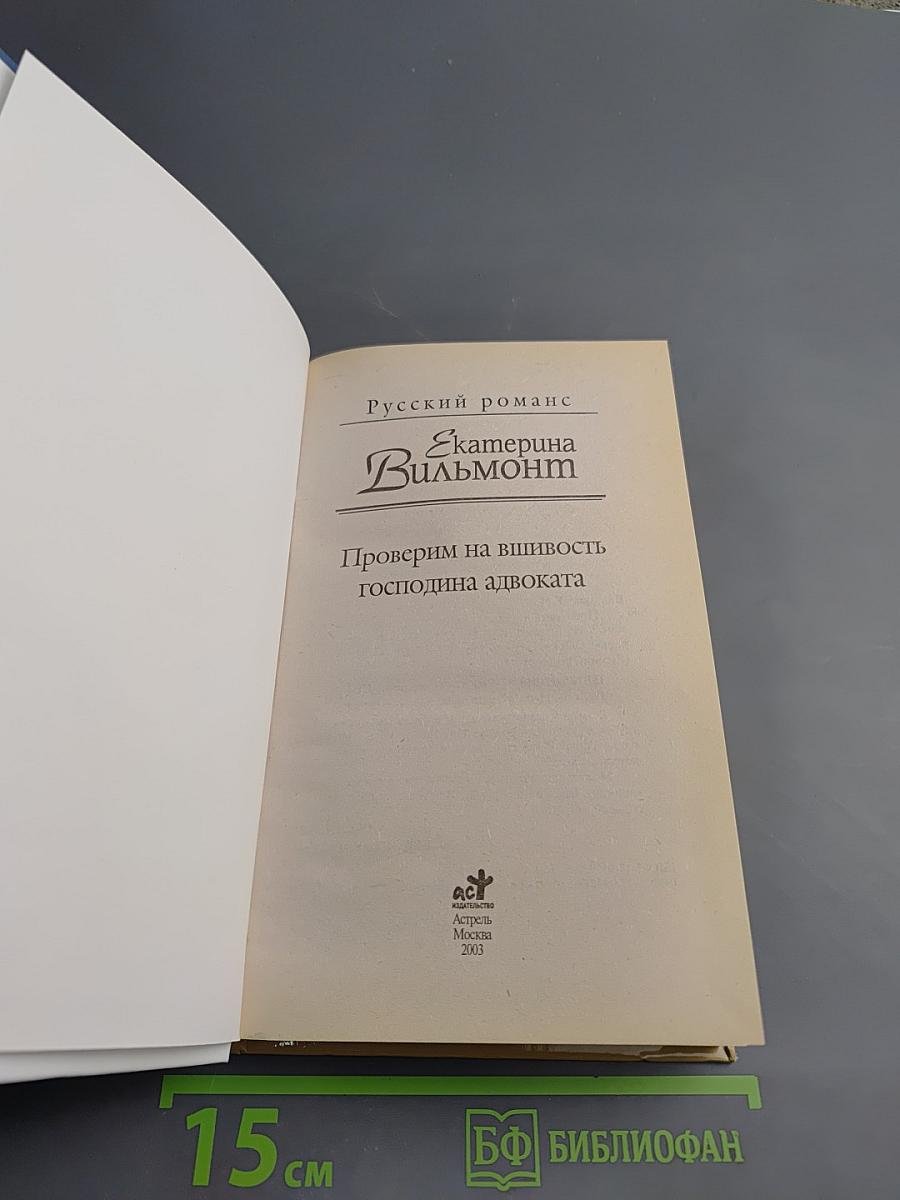 Русский романс
Екатерина
Вильмонт
Проверим на вшивость
господина адвоката
аст
ИЗДАТЕЛЬСТВО
Астрель
Москва
2003
15 см
БФ БИБЛИОФАН